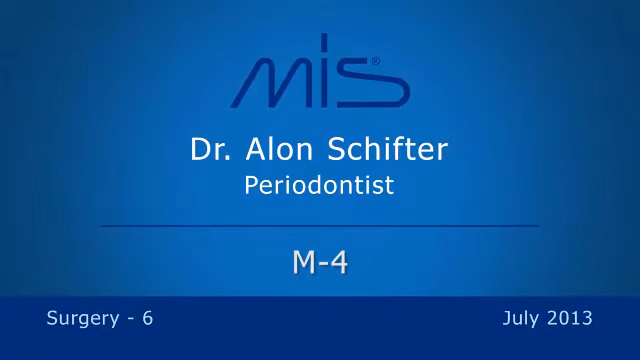 MIS®
Dr. Alon Schifter
Periodontist
M-4
Surgery - 6
July 2013